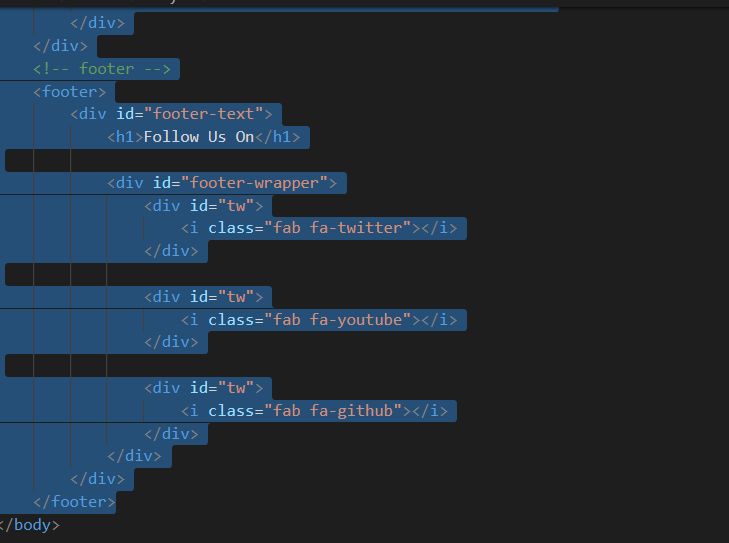 </div>
</div>
<!-- footer -->
<footer>
<div id="footer-text">
<h1>Follow Us On</h1>
<div id="footer-wrapper">
<div id="tw">
<i class="fab fa-twitter"></i>
</div>
<div id="tw">
<i class="fab fa-youtube"></i>
</div>
<div id="tw">
<i class="fab fa-github"></i>
</div>
</div>
</div>
</footer>
</body>